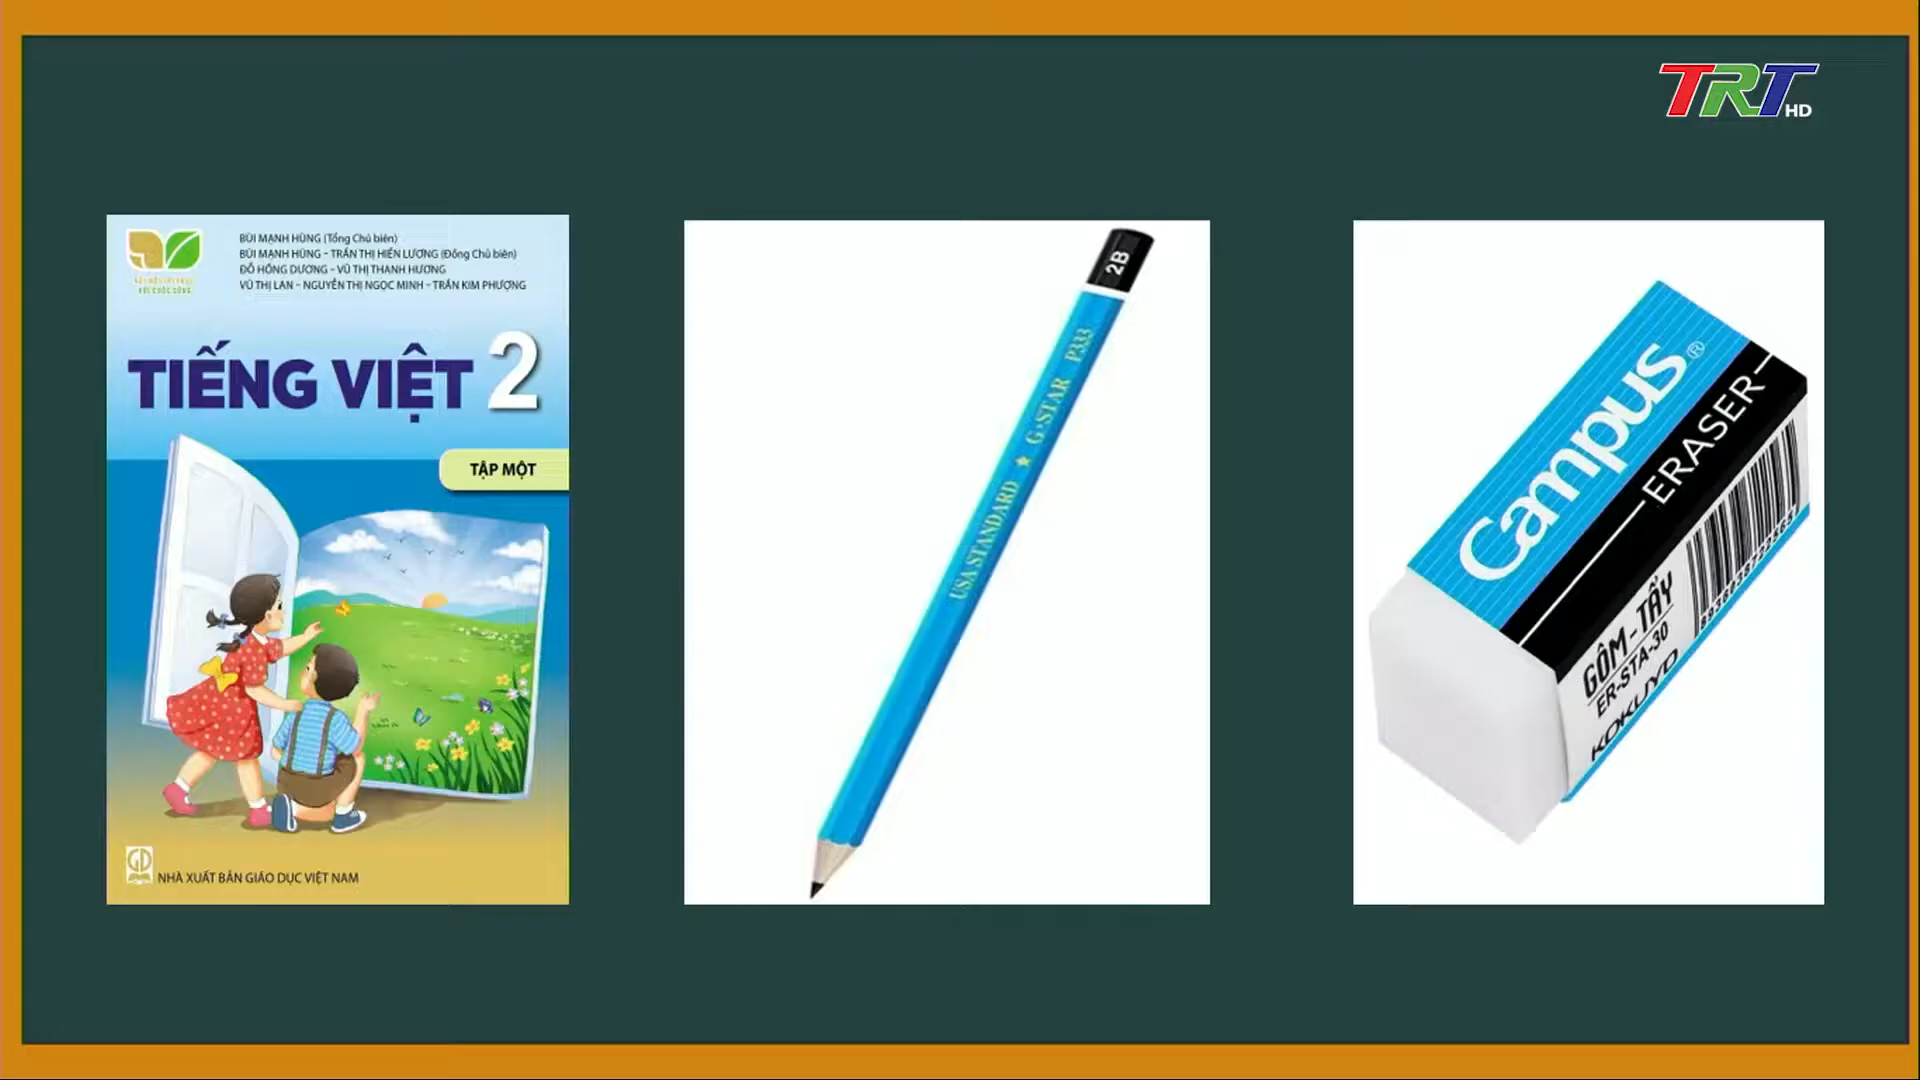 TRT HD
BÙI MẠNH HÙNG (Tổng Chủ biên)
BÙI MẠNH HÙNG – TRẦN THỊ HIỀN LƯƠNG (Đồng Chủ biên)
ĐỖ HỒNG DƯƠNG – VŨ THỊ THANH HƯƠNG
VŨ THỊ LAN – NGUYỄN THỊ NGỌC MINH – TRẦN KIM PHƯỢNG
TIẾNG VIỆT 2
TẬP MỘT
NHÀ XUẤT BẢN GIÁO DỤC VIỆT NAM
2B
USA STANDARD ★ G-STAR P333
Campus®
ERASER
GÔM - TẨY
ER-STA-30
KOKUYO